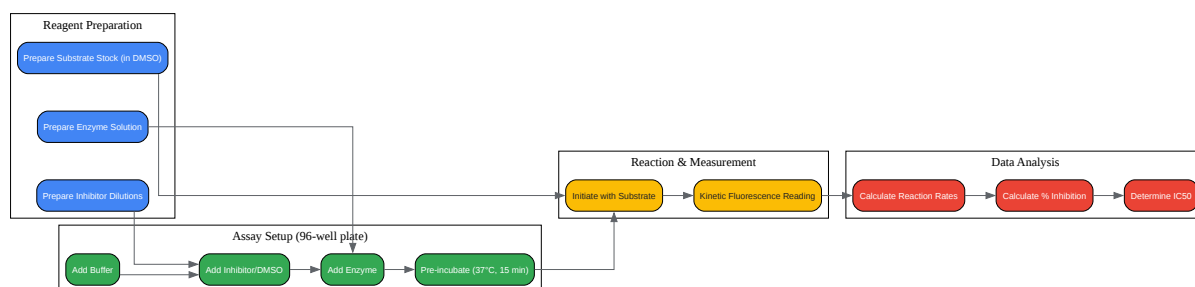 Reagent Preparation
Prepare Substrate Stock (in DMSO)
Prepare Enzyme Solution
Prepare Inhibitor Dilutions
Assay Setup (96-well plate)
Add Buffer
Add Inhibitor/DMSO
Add Enzyme
Pre-incubate (37°C, 15 min)
Reaction & Measurement
Initiate with Substrate
Kinetic Fluorescence Reading
Data Analysis
Calculate Reaction Rates
Calculate % Inhibition
Determine IC50